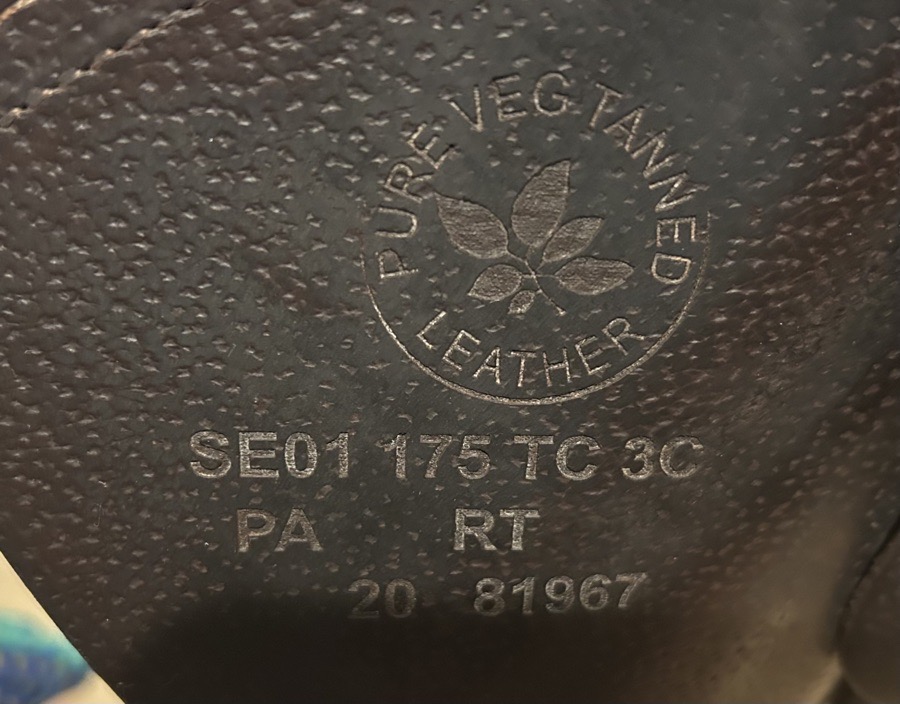 PURE VEG TANNED
LEATHER
SE01 175 TC 3C
PA RT
20 81967